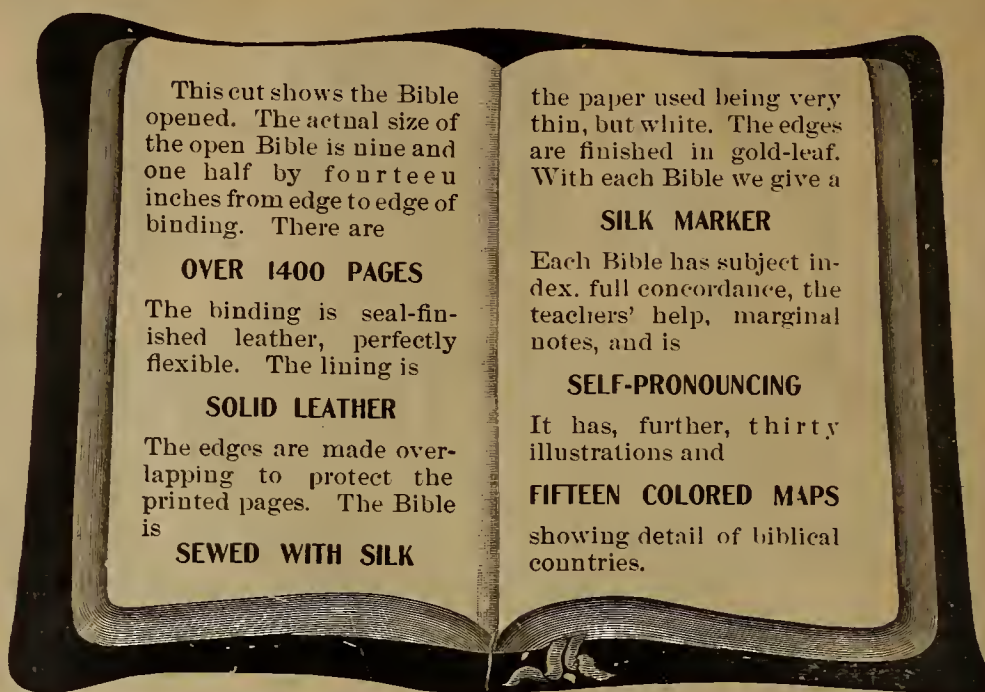 This cut shows the Bible
opened. The actual size of
the open Bible is nine and
one half by fourteen
inches from edge to edge of
binding. There are
OVER 1400 PAGES
The binding is seal-fin-
ished leather, perfectly
flexible. The lining is
SOLID LEATHER
The edges are made over-
lapping to protect the
printed pages. The Bible
is
SEWED WITH SILK
the paper used being very
thin, but white. The edges
are finished in gold-leaf.
With each Bible we give a
SILK MARKER
Each Bible has subject in-
dex. full concordance, the
teachers' help, marginal
notes, and is
SELF-PRONOUNCING
It has, further, thirty
illustrations and
FIFTEEN COLORED MAPS
showing detail of biblical
countries.